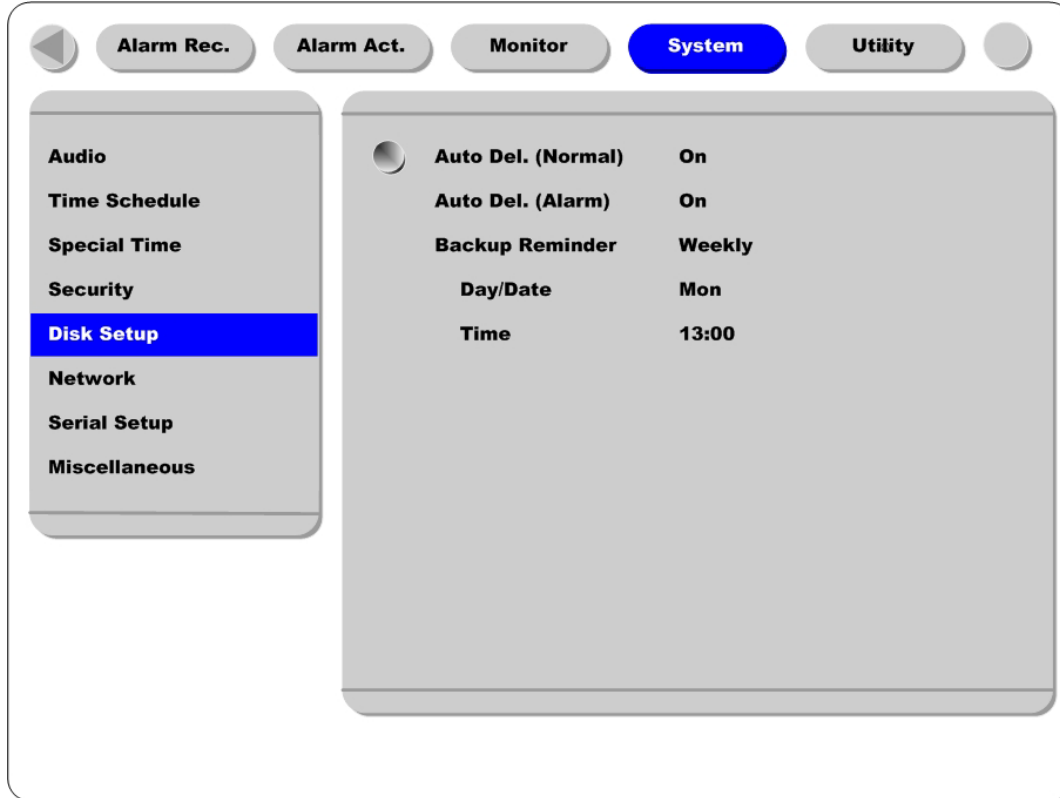 Alarm Rec. Alarm Act. Monitor System Utility
Audio
Time Schedule
Special Time
Security
Disk Setup
Network
Serial Setup
Miscellaneous
Auto Del. (Normal) On
Auto Del. (Alarm) On
Backup Reminder Weekly
Day/Date Mon
Time 13:00